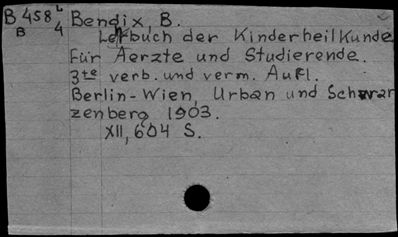 B 458 L Bendix, B.
B 4 Lehrbuch der Kinderheilkunde
Für Aerzte und Studierende.
3te verb. und verm. Aufl.
Berlin-Wien, Urban und Schwar
zenberg 1903.
XII, 604 S.